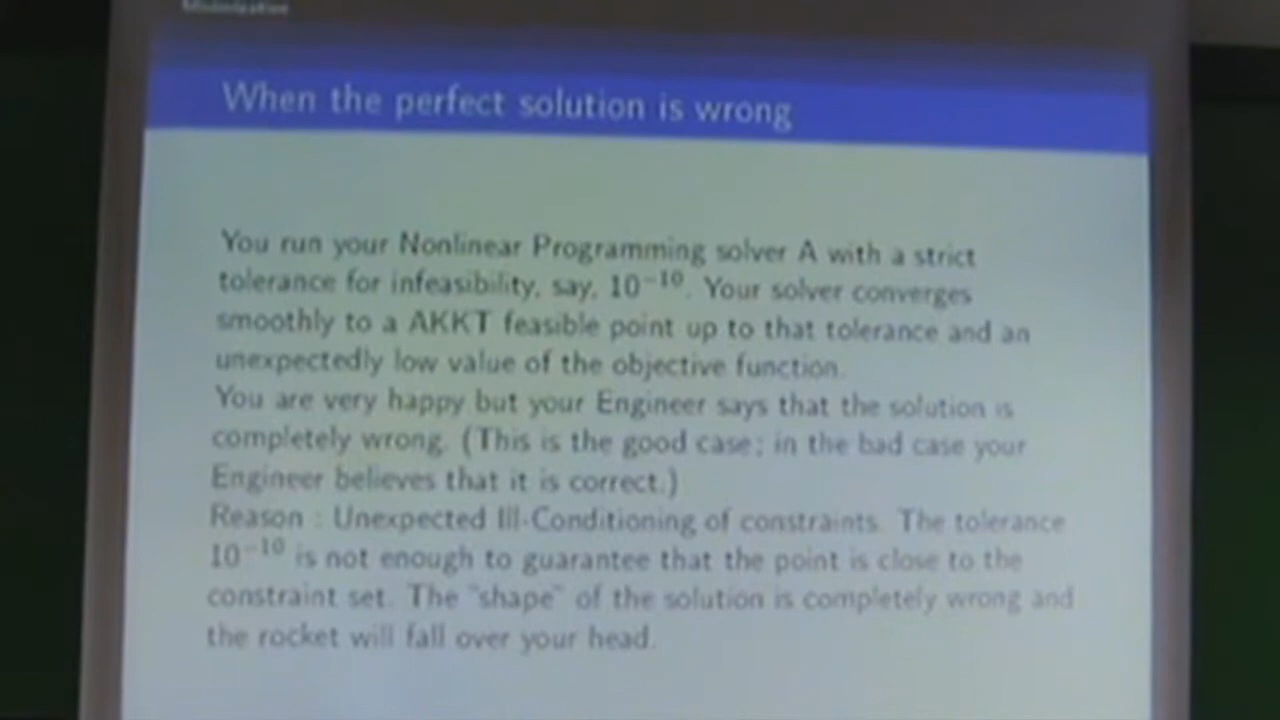 Minimization
When the perfect solution is wrong
You run your Nonlinear Programming solver A with a strict
tolerance for infeasibility, say, 10⁻¹⁰. Your solver converges
smoothly to a AKKT feasible point up to that tolerance and an
unexpectedly low value of the objective function.
You are very happy but your Engineer says that the solution is
completely wrong. (This is the good case; in the bad case your
Engineer believes that it is correct.)
Reason : Unexpected Ill-Conditioning of constraints. The tolerance
10⁻¹⁰ is not enough to guarantee that the point is close to the
constraint set. The "shape" of the solution is completely wrong and
the rocket will fall over your head.